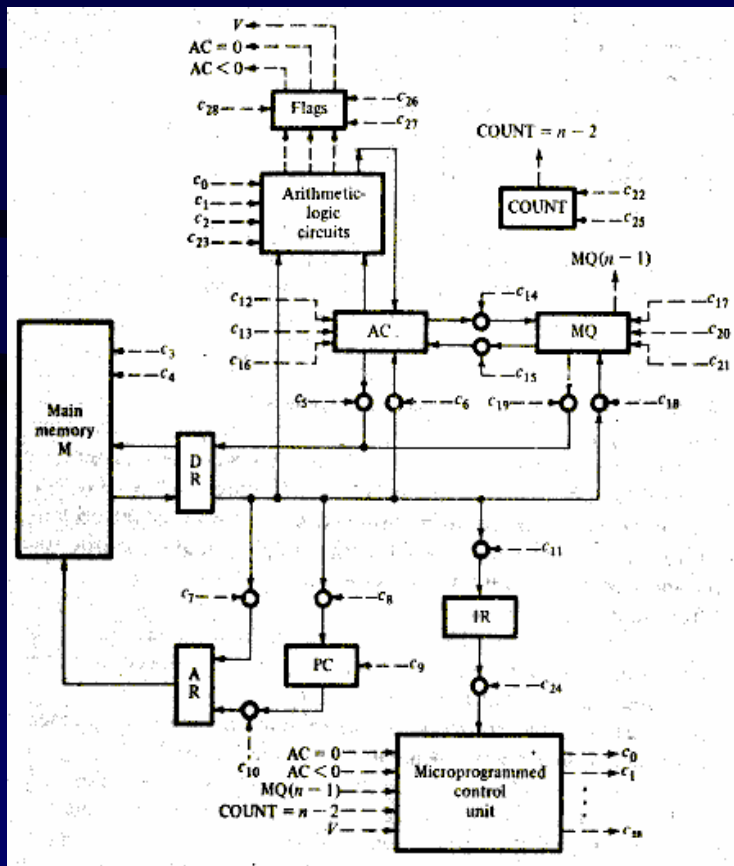 V
AC = 0
AC < 0
Flags
c28
c26
c27
COUNT = n − 2
c0
c1
c2
c23
Arithmetic-
logic
circuits
COUNT
c22
c25
MQ(n − 1)
c12
c13
c16
AC
c14
c15
MQ
c17
c20
c21
c3
c4
Main
memory
M
c5
c6
c19
c18
D
R
c7
c8
c11
IR
A
R
PC
c9
c24
c10
AC = 0
AC < 0
MQ(n − 1)
COUNT = n − 2
V
Microprogrammed
control
unit
c0
c1
c28